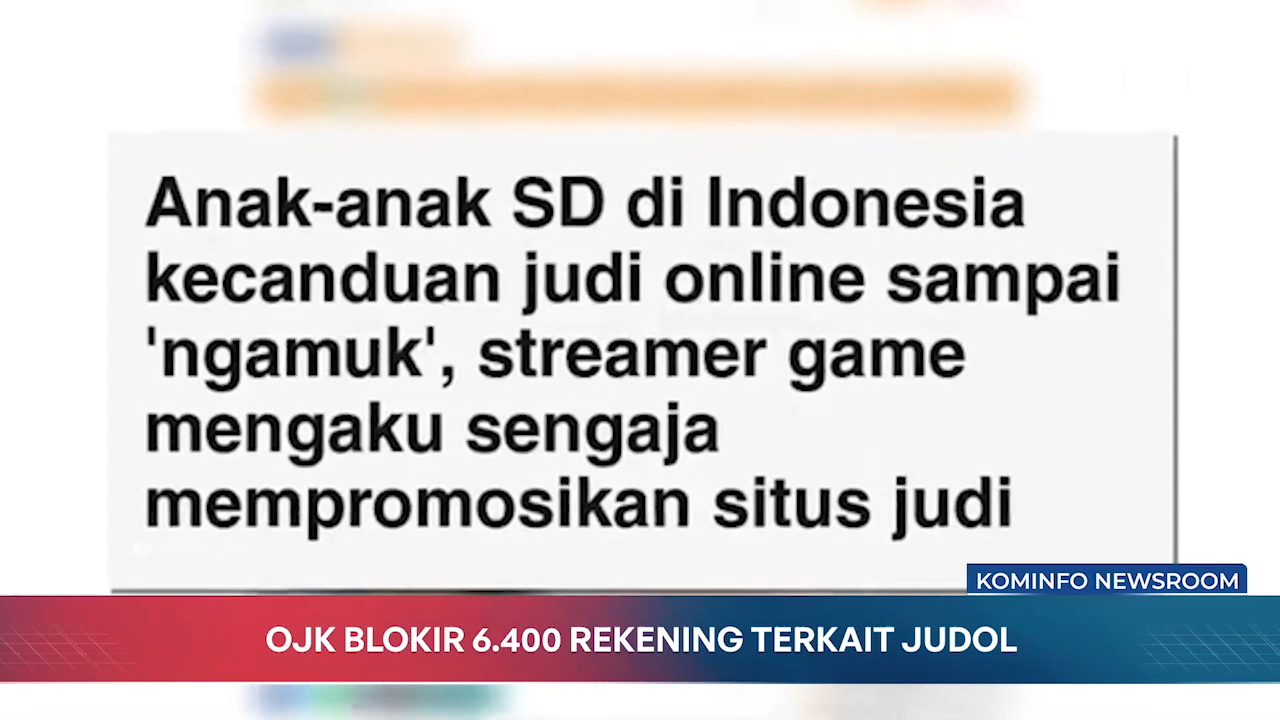 Anak-anak SD di Indonesia
kecanduan judi online sampai
'ngamuk', streamer game
mengaku sengaja
mempromosikan situs judi
KOMINFO NEWSROOM
OJK BLOKIR 6.400 REKENING TERKAIT JUDOL